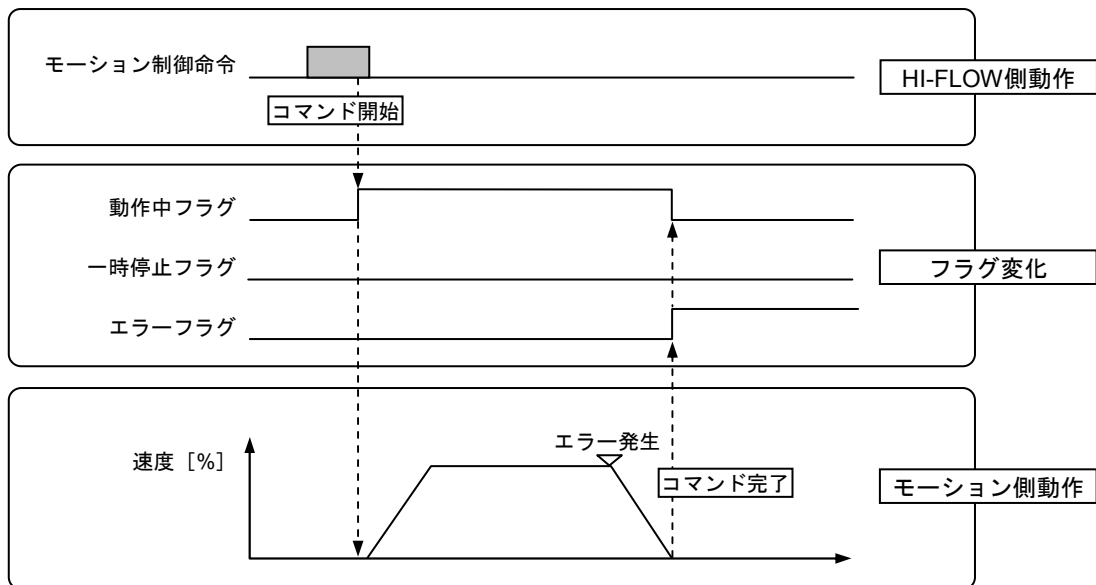 モーション制御命令
HI-FLOW側動作
コマンド開始
動作中フラグ
一時停止フラグ
フラグ変化
エラーフラグ
エラー発生
速度［%］
コマンド完了
モーション側動作